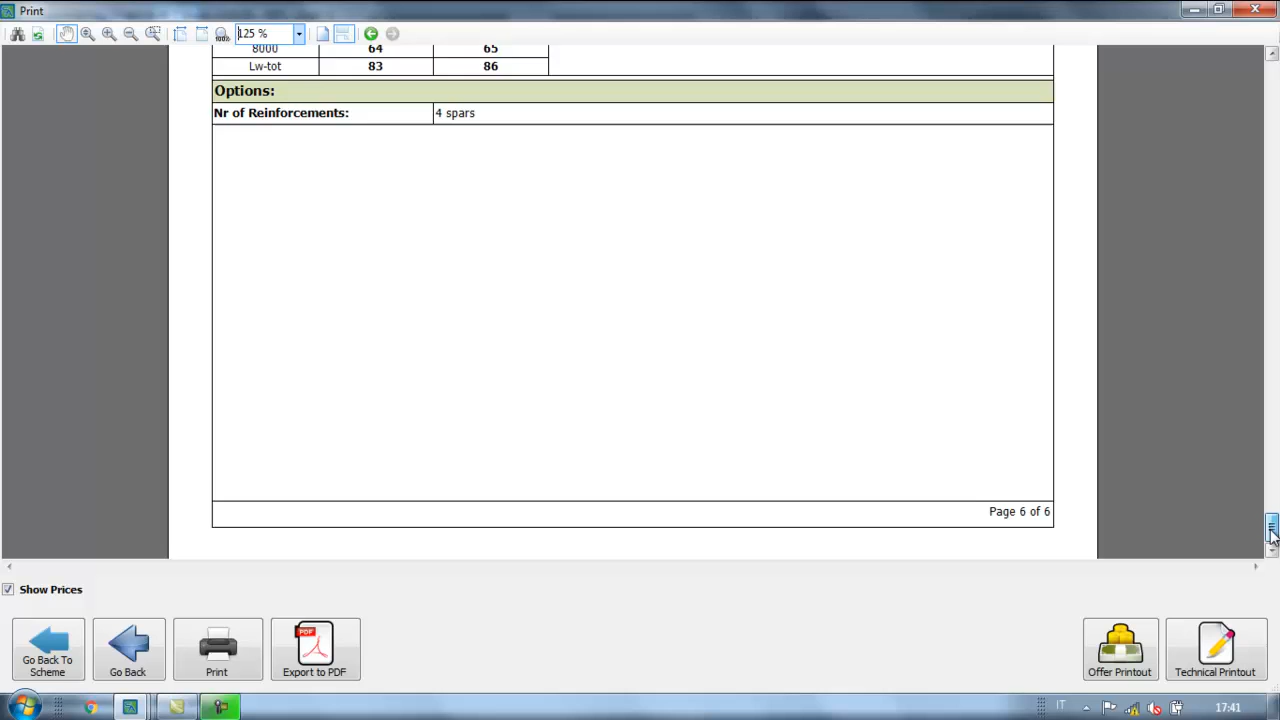 Print
125 %
8000 64 65
Lw-tot 83 86
Options:
Nr of Reinforcements: 4 spars
Page 6 of 6
Show Prices
Go Back To
Scheme
Go Back
Print
PDF
Export to PDF
Offer Printout
Technical Printout
IT
17:41